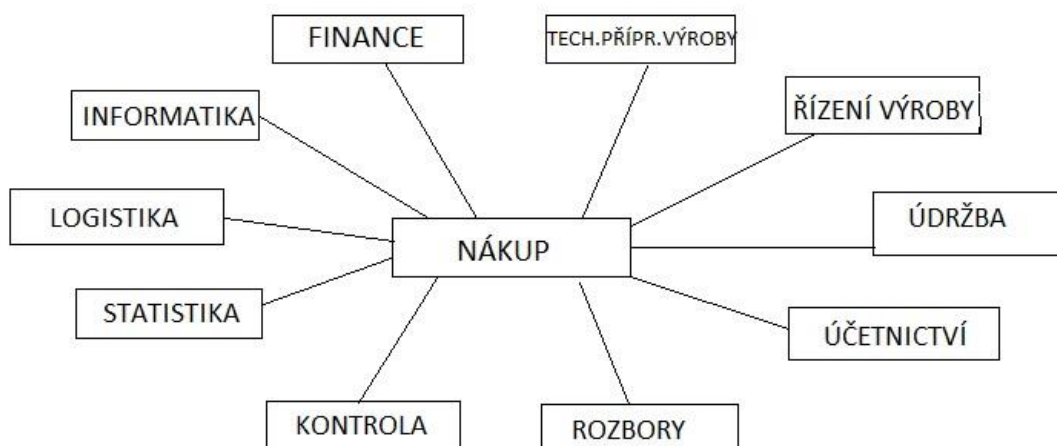 FINANCE
TECH.PŘÍPR.VÝROBY
INFORMATIKA
ŘÍZENÍ VÝROBY
LOGISTIKA
ÚDRŽBA
NÁKUP
STATISTIKA
ÚČETNICTVÍ
KONTROLA
ROZBORY